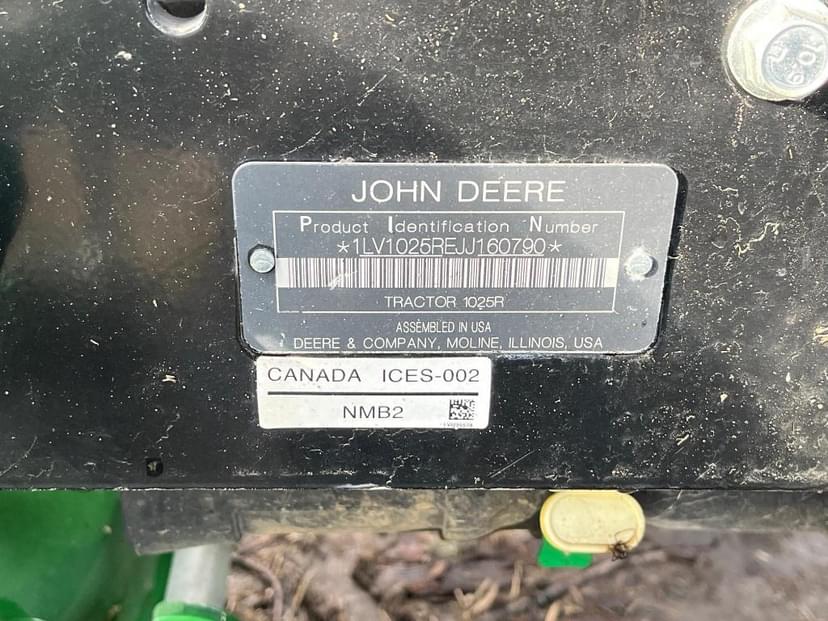 JOHN DEERE
Product Identification Number
*1LV1025REJJ160790*
TRACTOR 1025R
ASSEMBLED IN USA
DEERE & COMPANY, MOLINE, ILLINOIS, USA
CANADA ICES-002
NMB2